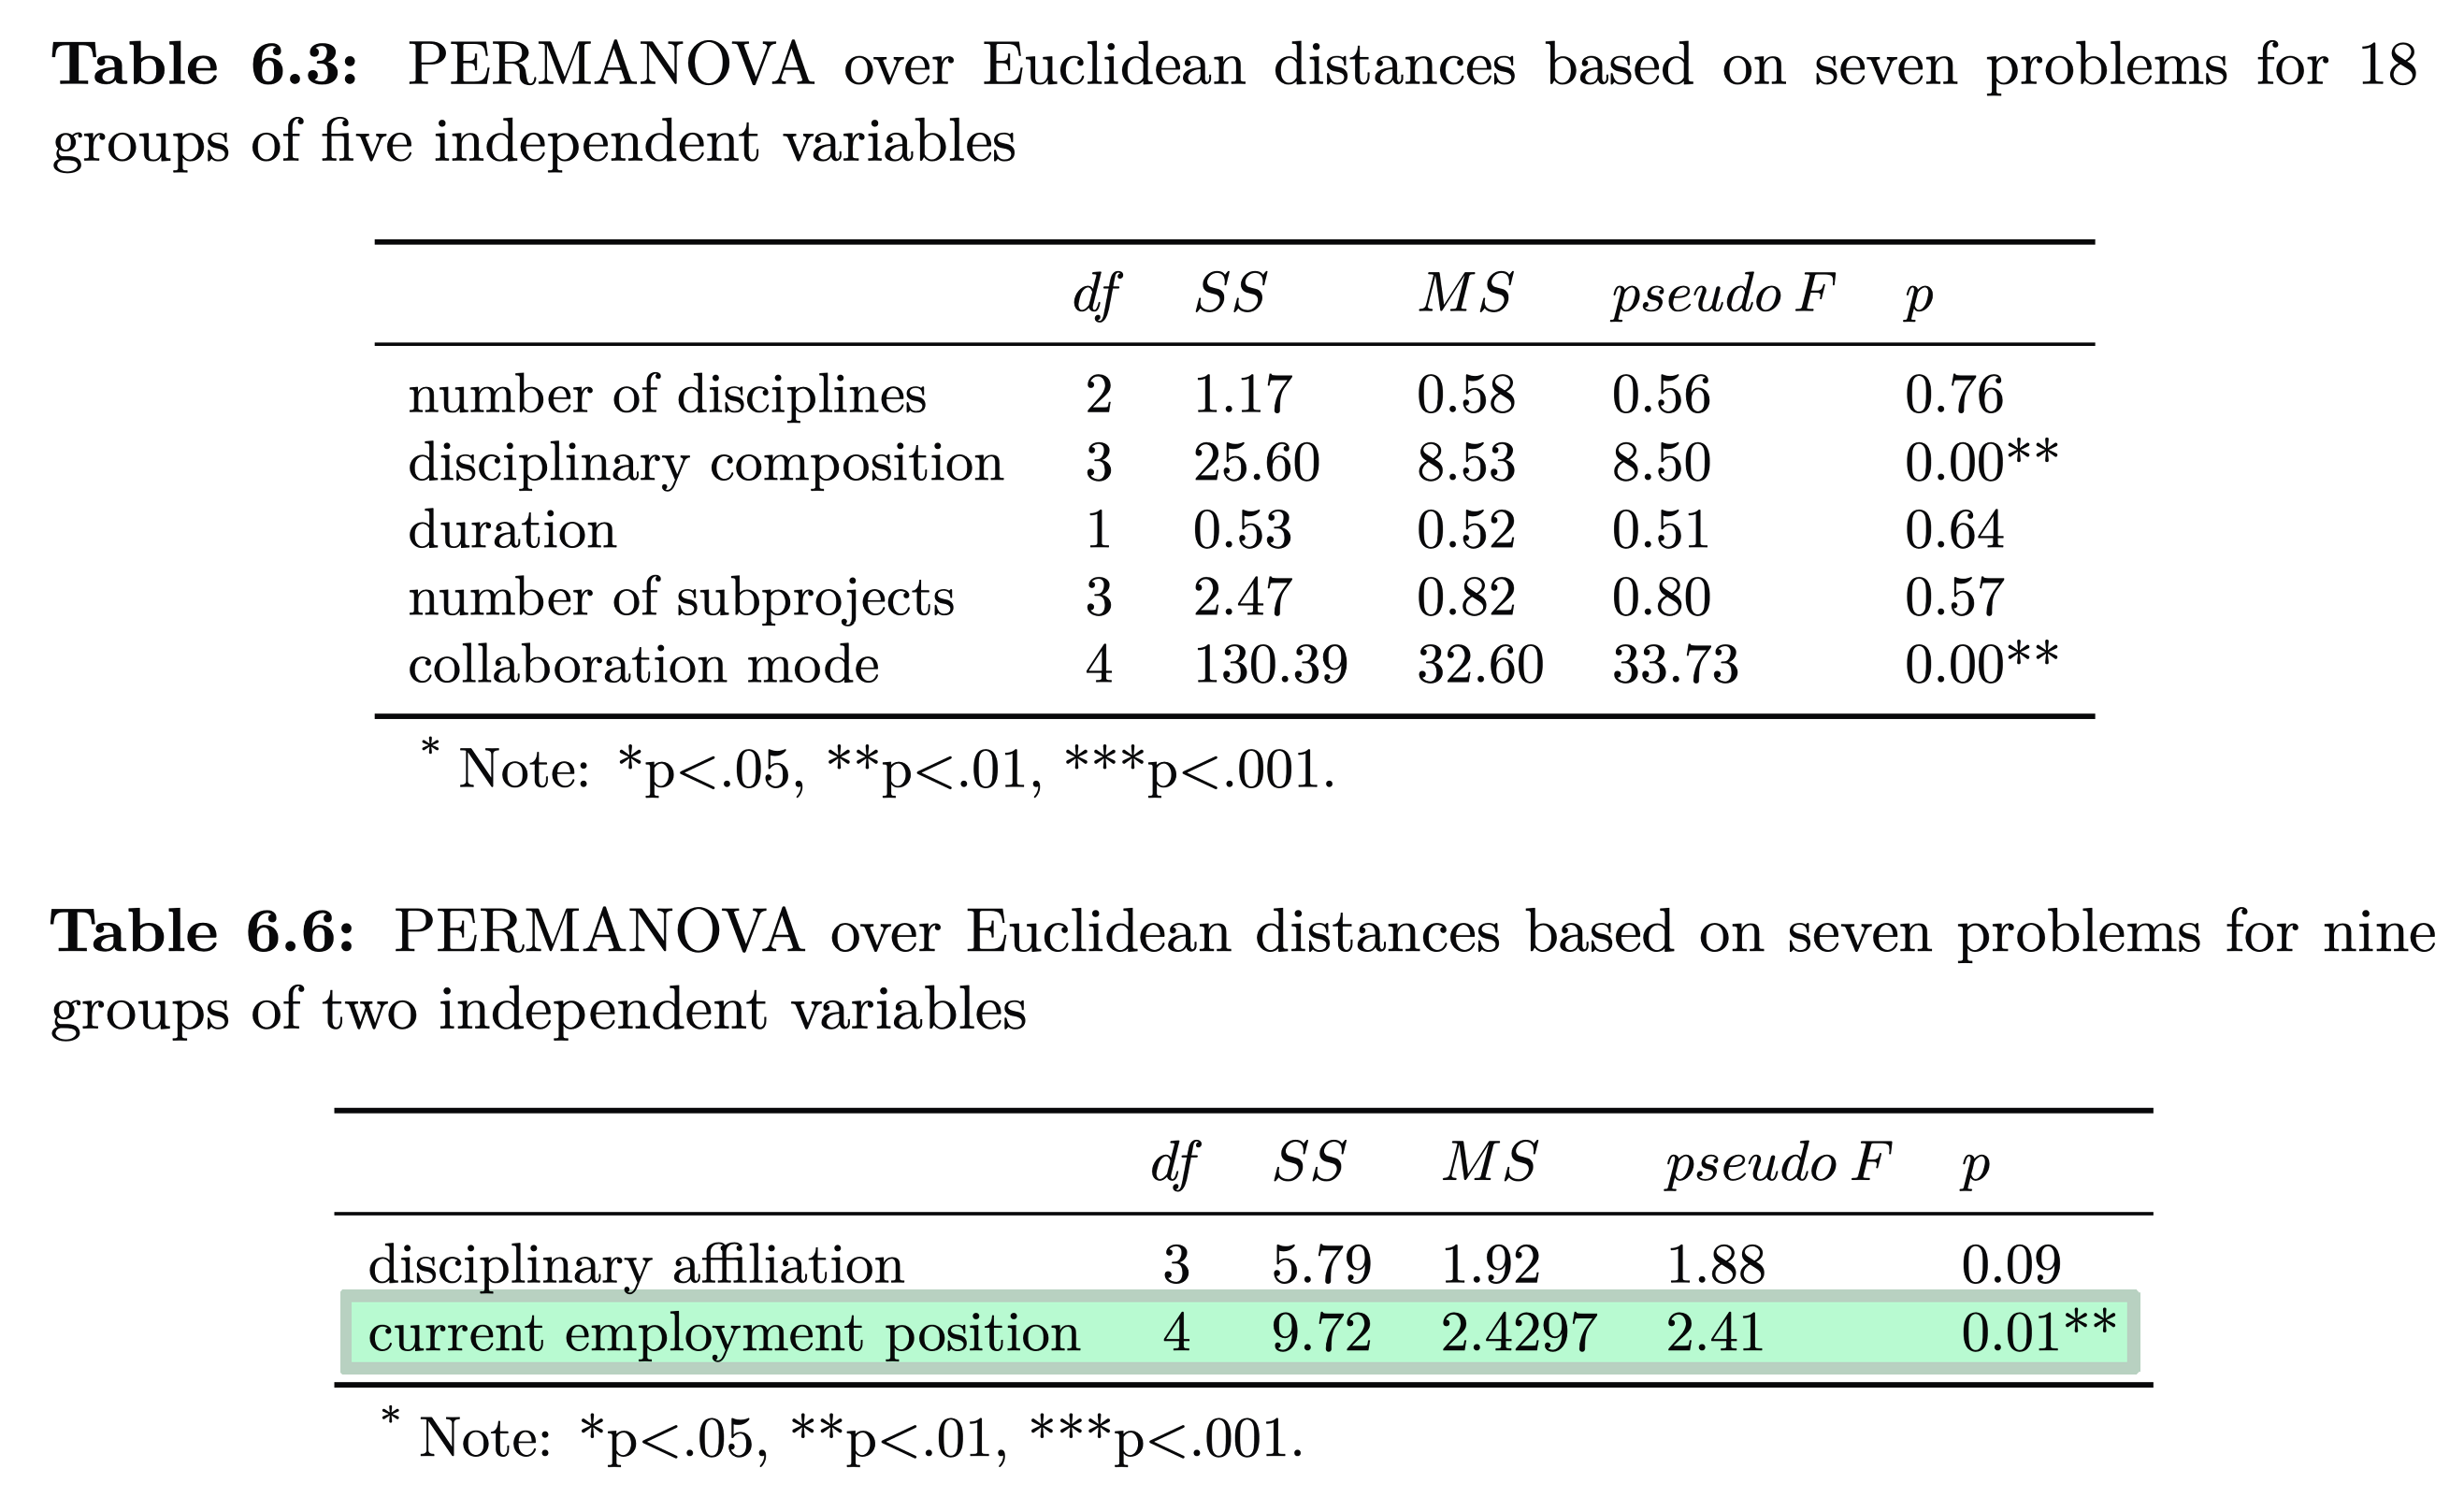 Table 6.3: PERMANOVA over Euclidean distances based on seven problems for 18
groups of five independent variables
df SS MS pseudo F p
number of disciplines 2 1.17 0.58 0.56 0.76
disciplinary composition 3 25.60 8.53 8.50 0.00**
duration 1 0.53 0.52 0.51 0.64
number of subprojects 3 2.47 0.82 0.80 0.57
collaboration mode 4 130.39 32.60 33.73 0.00**
* Note: *p<.05, **p<.01, ***p<.001.
Table 6.6: PERMANOVA over Euclidean distances based on seven problems for nine
groups of two independent variables
df SS MS pseudo F p
disciplinary affiliation 3 5.79 1.92 1.88 0.09
current employment position 4 9.72 2.4297 2.41 0.01**
* Note: *p<.05, **p<.01, ***p<.001.